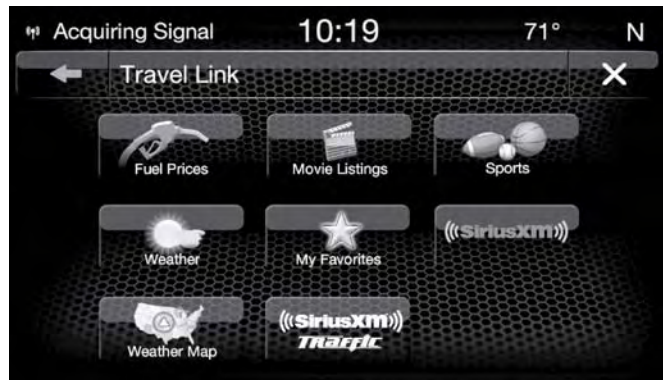 Acquiring Signal 10:19 71° N
Travel Link
Fuel Prices Movie Listings Sports
Weather My Favorites ((SiriusXM))
Weather Map ((SiriusXM))
Traffic